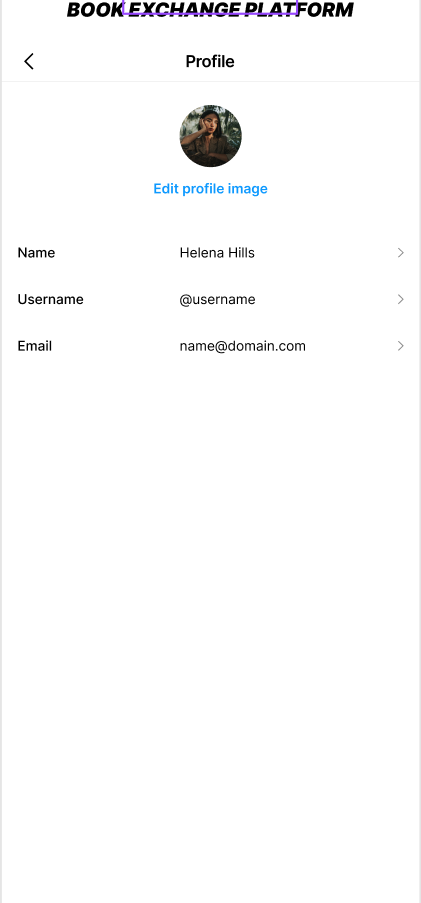 BOOK EXCHANGE PLATFORM
Profile
Edit profile image
Name Helena Hills
Username @username
Email name@domain.com